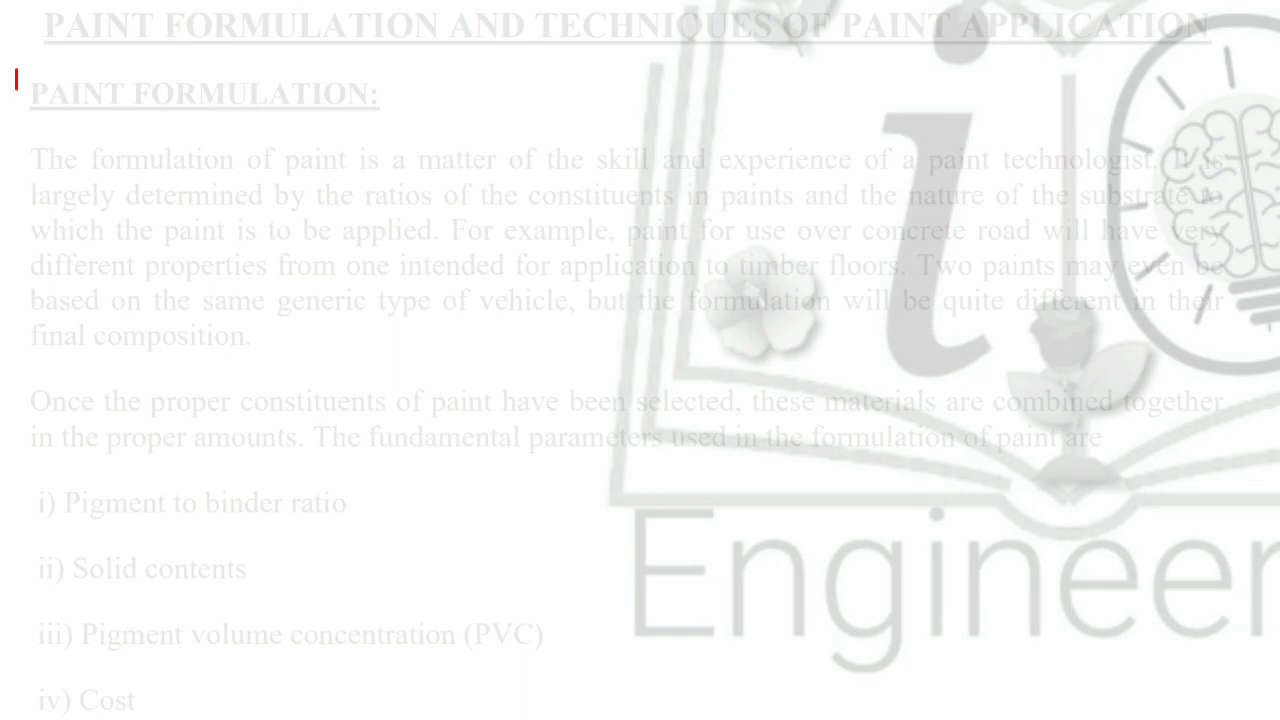 PAINT FORMULATION AND TECHNIQUES OF PAINT APPLICATION
PAINT FORMULATION:
The formulation of paint is a matter of the skill and experience of a paint technologist. It is
largely determined by the ratios of the constituents in paints and the nature of the substrate to
which the paint is to be applied. For example, paint for use over concrete road will have very
different properties from one intended for application to timber floors. Two paints may even be
based on the same generic type of vehicle, but the formulation will be quite different in their
final composition.
Once the proper constituents of paint have been selected, these materials are combined together
in the proper amounts. The fundamental parameters used in the formulation of paint are
i) Pigment to binder ratio
ii) Solid contents
iii) Pigment volume concentration (PVC)
iv) Cost
i
Engineer